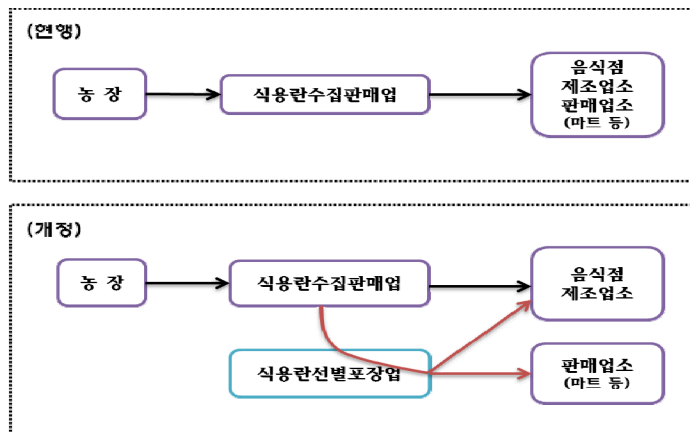 (현행)
농 장
식용란수집판매업
음식점
제조업소
판매업소
(마트 등)
(개정)
농 장
식용란수집판매업
음식점
제조업소
식용란선별포장업
판매업소
(마트 등)